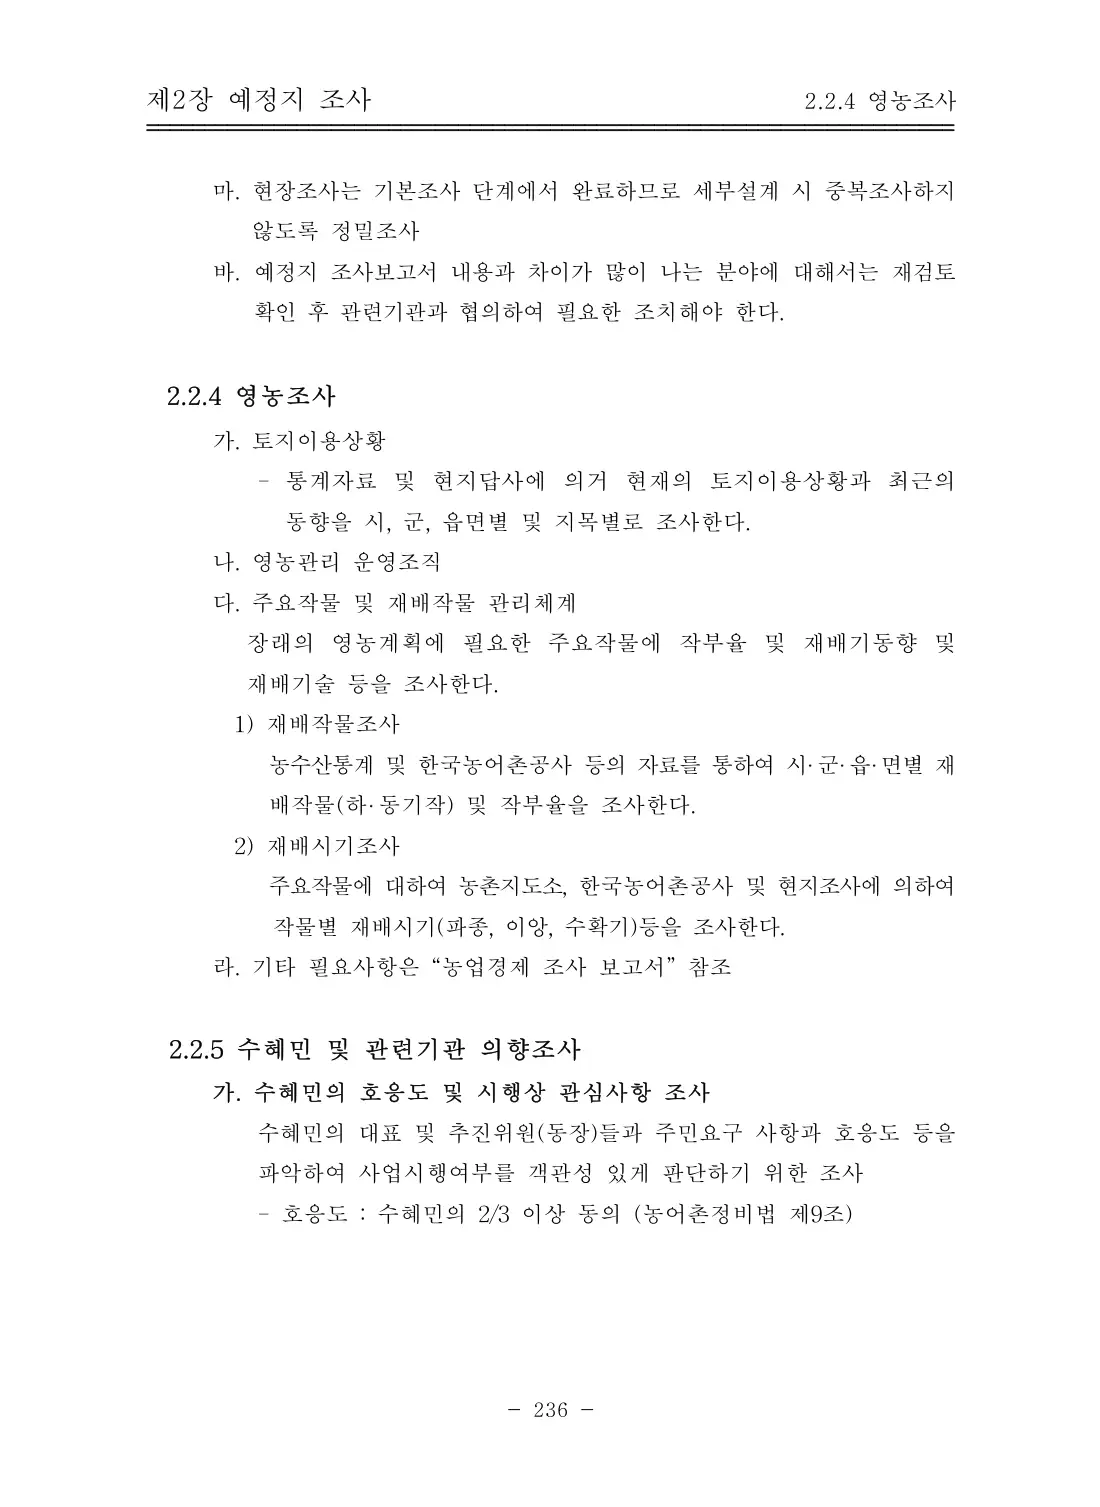 제2장 예정지 조사
2.2.4 영농조사
마. 현장조사는 기본조사 단계에서 완료하므로 세부설계 시 중복조사하지
않도록 정밀조사
바. 예정지 조사보고서 내용과 차이가 많이 나는 분야에 대해서는 재검토
확인 후 관련기관과 협의하여 필요한 조치해야 한다.
2.2.4 영농조사
가. 토지이용상황
- 통계자료 및 현지답사에 의거 현재의 토지이용상황과 최근의
동향을 시, 군, 읍면별 및 지목별로 조사한다.
나. 영농관리 운영조직
다. 주요작물 및 재배작물 관리체계
장래의 영농계획에 필요한 주요작물에 작부율 및 재배기동향 및
재배기술 등을 조사한다.
1) 재배작물조사
농수산통계 및 한국농어촌공사 등의 자료를 통하여 시·군·읍·면별 재
배작물(하·동기작) 및 작부율을 조사한다.
2) 재배시기조사
주요작물에 대하여 농촌지도소, 한국농어촌공사 및 현지조사에 의하여
작물별 재배시기(파종, 이앙, 수확기)등을 조사한다.
라. 기타 필요사항은 “농업경제 조사 보고서” 참조
2.2.5 수혜민 및 관련기관 의향조사
가. 수혜민의 호응도 및 시행상 관심사항 조사
수혜민의 대표 및 추진위원(동장)들과 주민요구 사항과 호응도 등을
파악하여 사업시행여부를 객관성 있게 판단하기 위한 조사
- 호응도 : 수혜민의 2/3 이상 동의 (농어촌정비법 제9조)
- 236 -